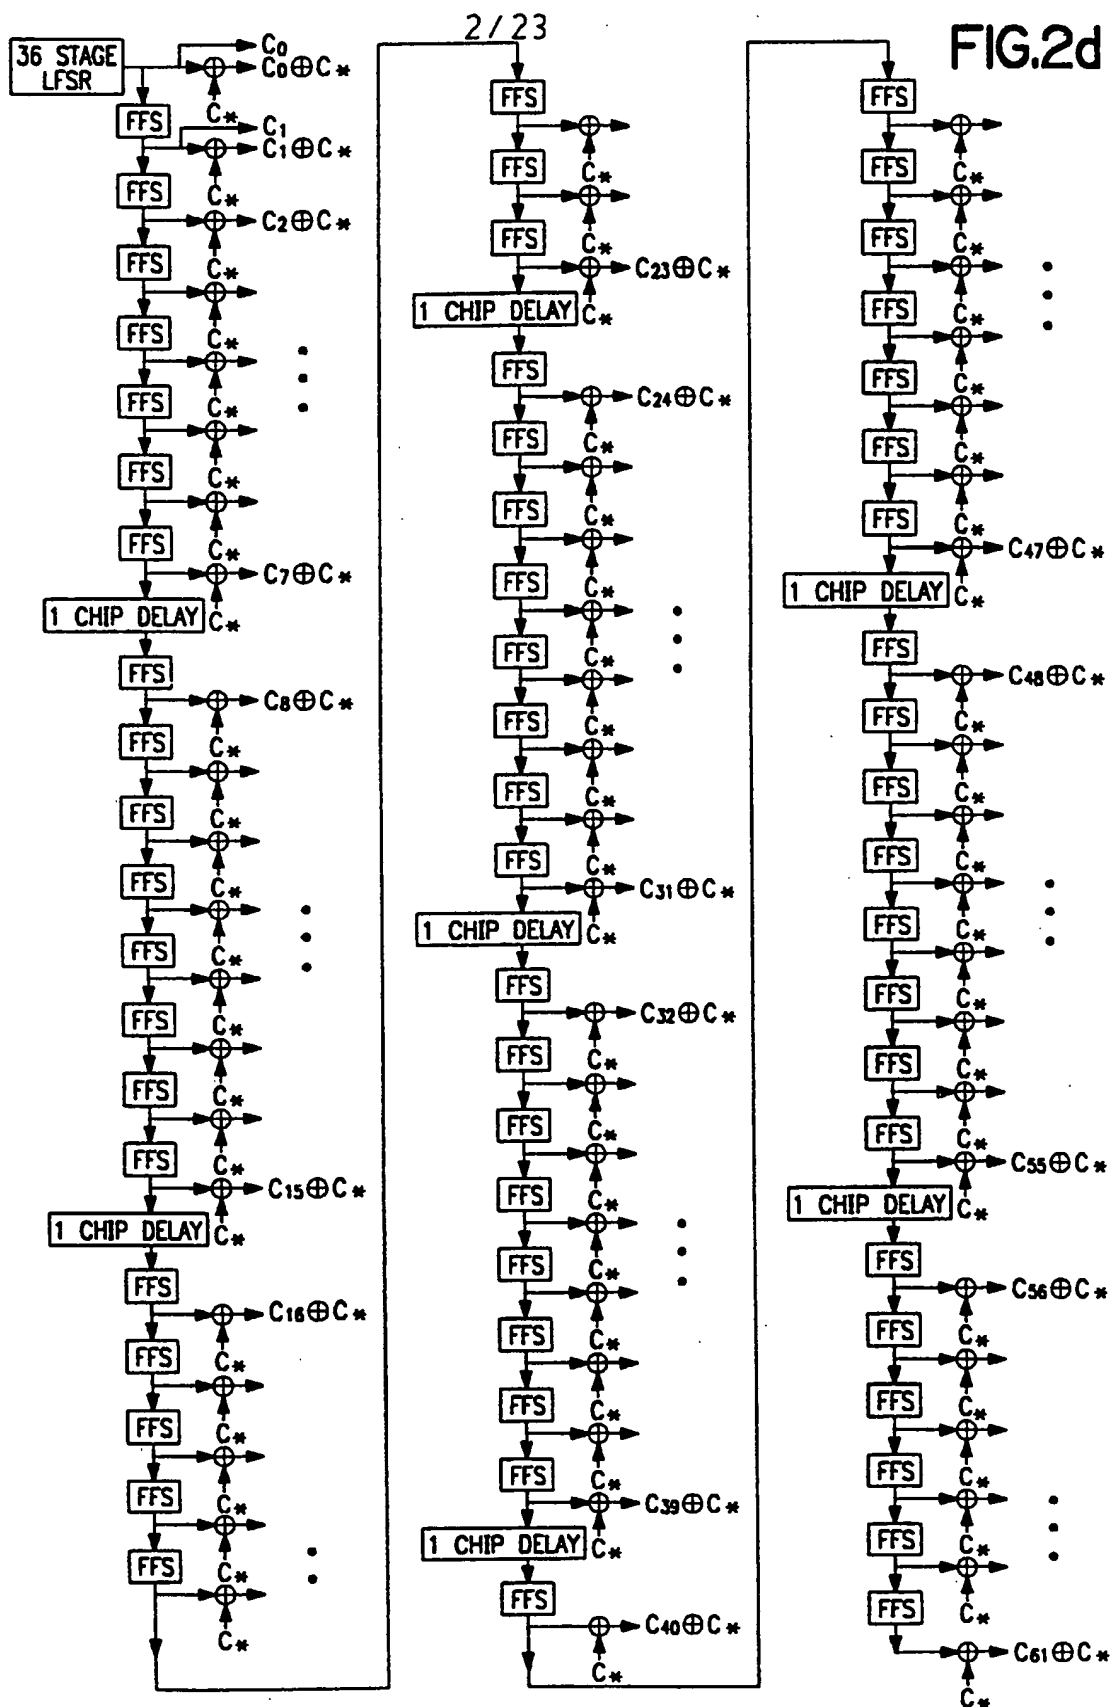 2/23
FIG.2d
36 STAGE
LFSR
C0
C0⊕C*
C*
FFS
C1
C1⊕C*
FFS C*
C2⊕C*
FFS C*
FFS C*
FFS C*
FFS C*
FFS C*
C7⊕C*
1 CHIP DELAY C*
FFS
C8⊕C*
FFS C*
FFS C*
FFS C*
FFS C*
FFS C*
FFS C*
FFS C*
C15⊕C*
1 CHIP DELAY C*
FFS
C16⊕C*
FFS C*
FFS C*
FFS C*
FFS C*
C*
FFS
FFS C*
FFS C*
C23⊕C*
1 CHIP DELAY C*
FFS
C24⊕C*
FFS C*
FFS C*
FFS C*
FFS C*
FFS C*
FFS C*
FFS C*
C31⊕C*
1 CHIP DELAY C*
FFS
C32⊕C*
FFS C*
FFS C*
FFS C*
FFS C*
FFS C*
FFS C*
FFS C*
C39⊕C*
1 CHIP DELAY C*
FFS
C40⊕C*
C*
FFS
FFS C*
FFS C*
FFS C*
FFS C*
FFS C*
FFS C*
C47⊕C*
1 CHIP DELAY C*
FFS
C48⊕C*
FFS C*
FFS C*
FFS C*
FFS C*
FFS C*
FFS C*
FFS C*
C55⊕C*
1 CHIP DELAY C*
FFS
C56⊕C*
FFS C*
FFS C*
FFS C*
FFS C*
FFS C*
C61⊕C*
C*